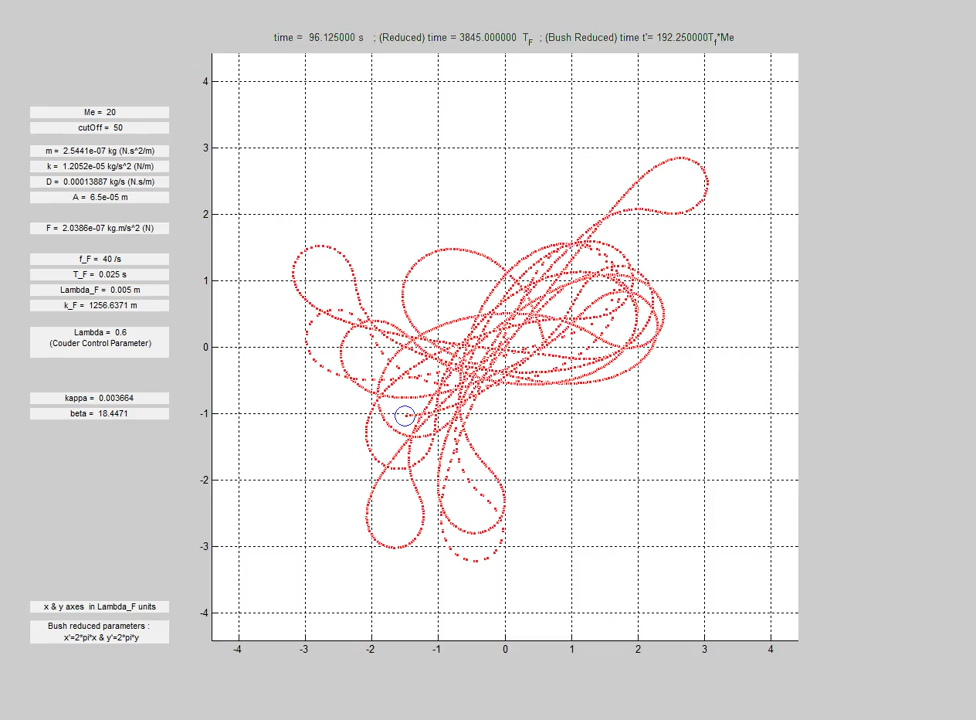 time =  96.125000 s   ; (Reduced) time = 3845.000000  T_F  ; (Bush Reduced) time t'= 192.250000T_f*Me
Me =  20
cutOff =  50
m =  2.5441e-07 kg (N.s^2/m)
k =  1.2052e-05 kg/s^2 (N/m)
D =  0.00013887 kg/s (N.s/m)
A =  6.5e-05 m
F =  2.0386e-07 kg.m/s^2 (N)
f_F =  40 /s
T_F =  0.025 s
Lambda_F =  0.005 m
k_F =  1256.6371 m
Lambda =  0.6
(Couder Control Parameter)
kappa =  0.003664
beta =  18.4471
x & y axes  in Lambda_F units
Bush reduced parameters :
x'=2*pi*x & y'=2*pi*y
4
3
2
1
0
-1
-2
-3
-4
-4 -3 -2 -1 0 1 2 3 4